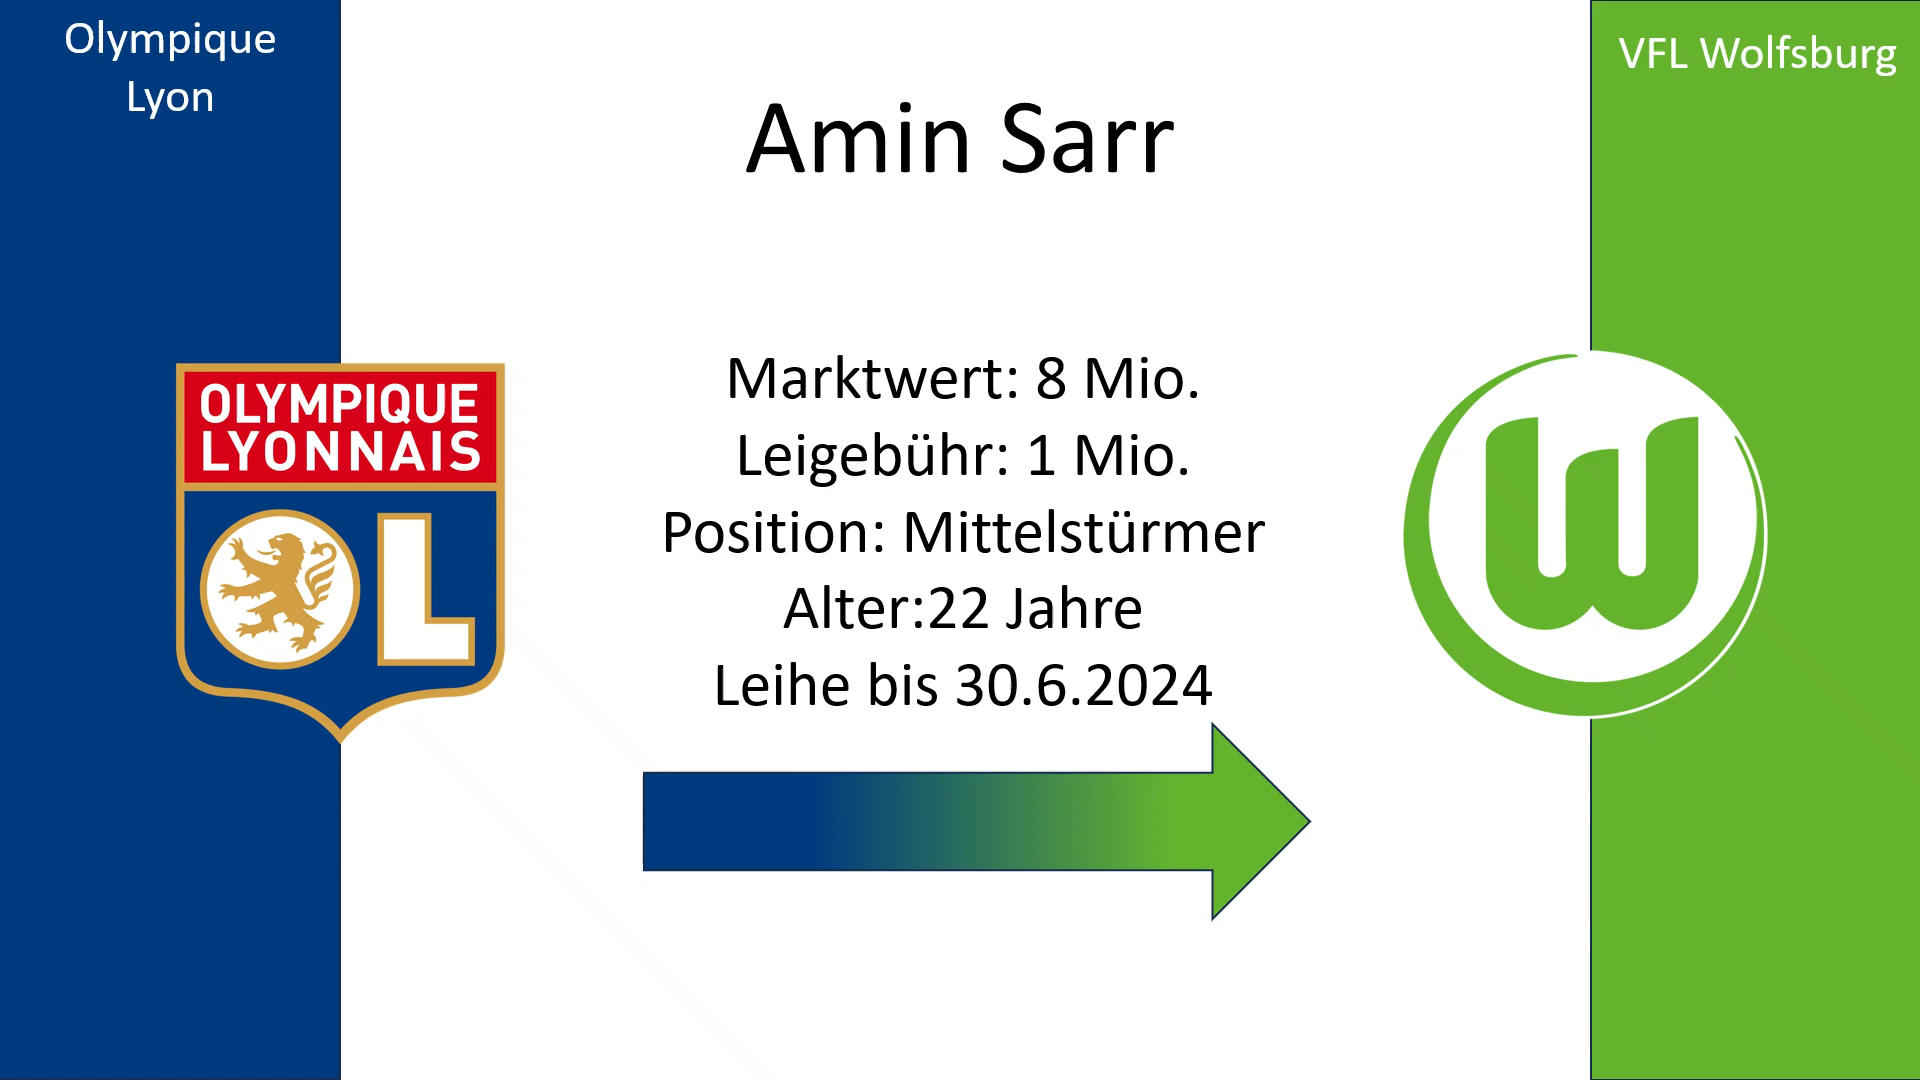 Olympique
Lyon
VFL Wolfsburg
Amin Sarr
OLYMPIQUE
LYONNAIS
OL
W
Marktwert: 8 Mio.
Leigebühr: 1 Mio.
Position: Mittelstürmer
Alter:22 Jahre
Leihe bis 30.6.2024